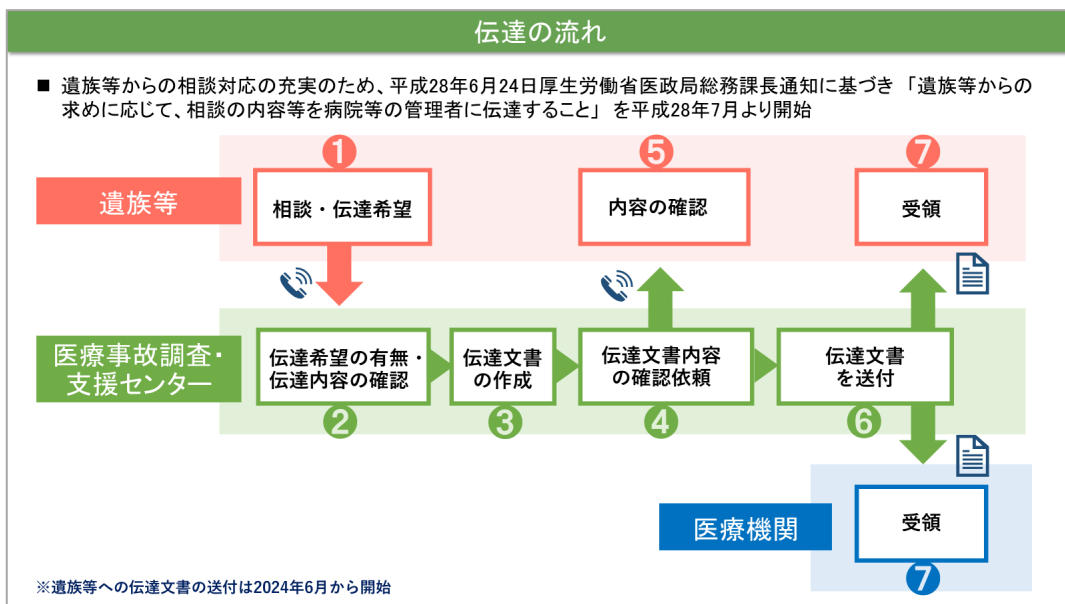 伝達の流れ
■ 遺族等からの相談対応の充実のため、平成28年6月24日厚生労働省医政局総務課長通知に基づき 「遺族等からの
求めに応じて、相談の内容等を病院等の管理者に伝達すること」 を平成28年7月より開始
❶
❺
❼
遺族等
相談・伝達希望
内容の確認
受領
医療事故調査・
支援センター
伝達希望の有無・
伝達内容の確認
伝達文書
の作成
伝達文書内容
の確認依頼
伝達文書
を送付
❷
❸
❹
❻
医療機関
受領
❼
※遺族等への伝達文書の送付は2024年6月から開始